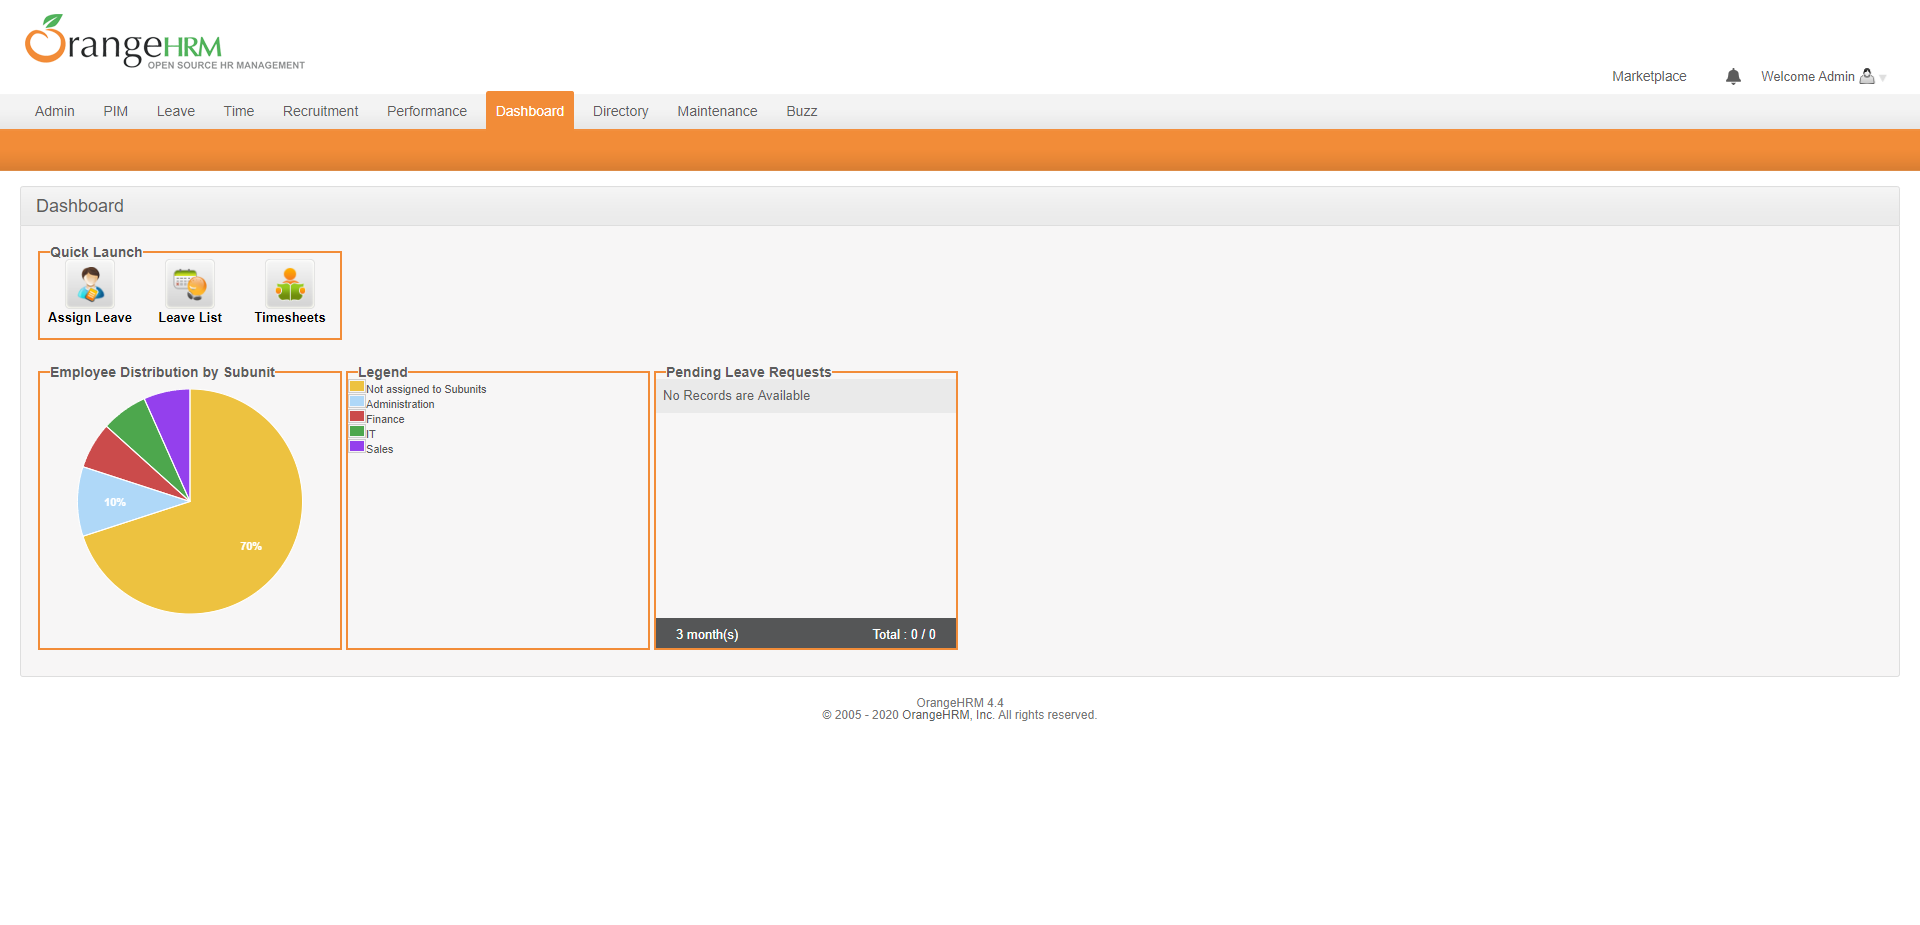 OrangeHRM
OPEN SOURCE HR MANAGEMENT
Marketplace
Welcome Admin
Admin PIM Leave Time Recruitment Performance Dashboard Directory Maintenance Buzz
Dashboard
Quick Launch
Assign Leave Leave List Timesheets
Employee Distribution by Subunit
10%
70%
Legend
Not assigned to Subunits
Administration
Finance
IT
Sales
Pending Leave Requests
No Records are Available
3 month(s) Total : 0 / 0
OrangeHRM 4.4
© 2005 - 2020 OrangeHRM, Inc. All rights reserved.